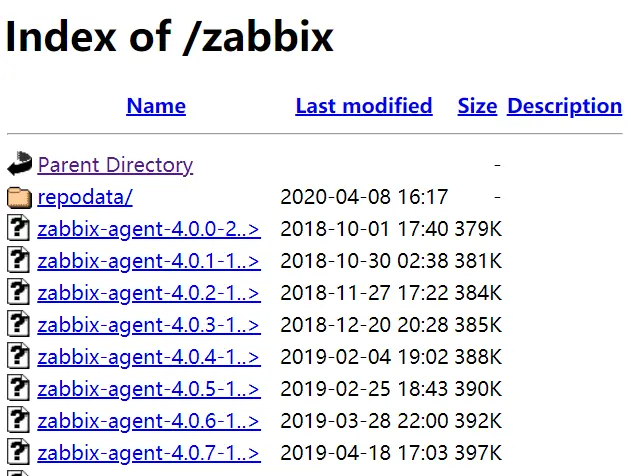 Index of /zabbix
Name Last modified Size Description
Parent Directory -
repodata/ 2020-04-08 16:17 -
zabbix-agent-4.0.0-2..> 2018-10-01 17:40 379K
zabbix-agent-4.0.1-1..> 2018-10-30 02:38 381K
zabbix-agent-4.0.2-1..> 2018-11-27 17:22 384K
zabbix-agent-4.0.3-1..> 2018-12-20 20:28 385K
zabbix-agent-4.0.4-1..> 2019-02-04 19:02 388K
zabbix-agent-4.0.5-1..> 2019-02-25 18:43 390K
zabbix-agent-4.0.6-1..> 2019-03-28 22:00 392K
zabbix-agent-4.0.7-1..> 2019-04-18 17:03 397K